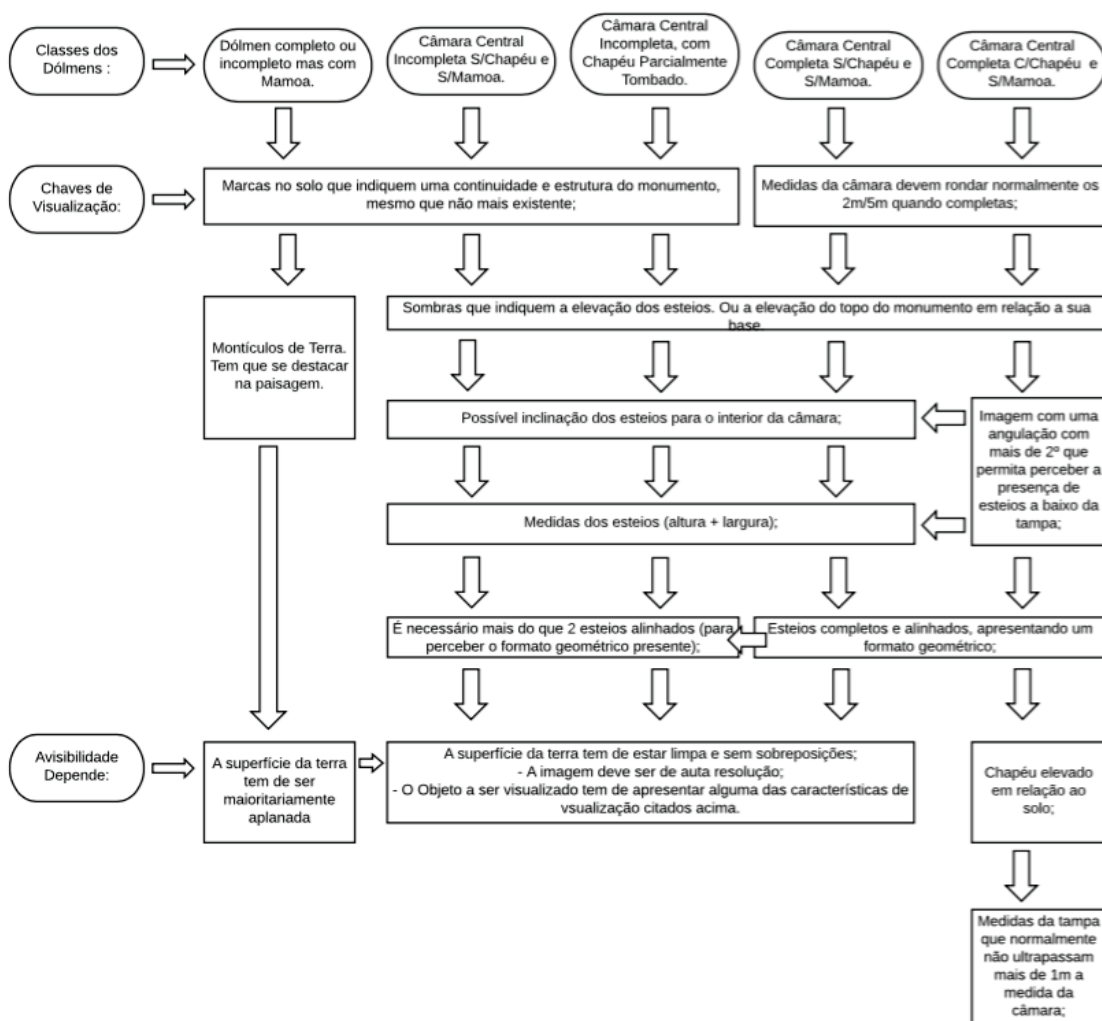 Classes dos
Dólmens :
Dólmen completo ou
incompleto mas com
Mamoa.
Câmara Central
Incompleta S/Chapéu e
S/Mamoa.
Câmara Central
Incompleta, com
Chapéu Parcialmente
Tombado.
Câmara Central
Completa S/Chapéu e
S/Mamoa.
Câmara Central
Completa C/Chapéu e
S/Mamoa.
Chaves de
Visualização:
Marcas no solo que indiquem uma continuidade e estrutura do monumento,
mesmo que não mais existente;
Medidas da câmara devem rondar normalmente os
2m/5m quando completas;
Montículos de Terra.
Tem que se destacar
na paisagem.
Sombras que indiquem a elevação dos esteios. Ou a elevação do topo do monumento em relação a sua
base.
Possível inclinação dos esteios para o interior da câmara;
Imagem com uma
angulação com
mais de 2º que
permita perceber a
presença de
esteios a baixo da
tampa;
Medidas dos esteios (altura + largura);
É necessário mais do que 2 esteios alinhados (para
perceber o formato geométrico presente);
Esteios completos e alinhados, apresentando um
formato geométrico;
Avisibilidade
Depende:
A superfície da terra
tem de ser
maioritariamente
aplanada
A superfície da terra tem de estar limpa e sem sobreposições;
- A imagem deve ser de auta resolução;
- O Objeto a ser visualizado tem de apresentar alguma das características de
vsualização citados acima.
Chapéu elevado
em relação ao
solo;
Medidas da tampa
que normalmente
não ultrapassam
mais de 1m a
medida da
câmara;